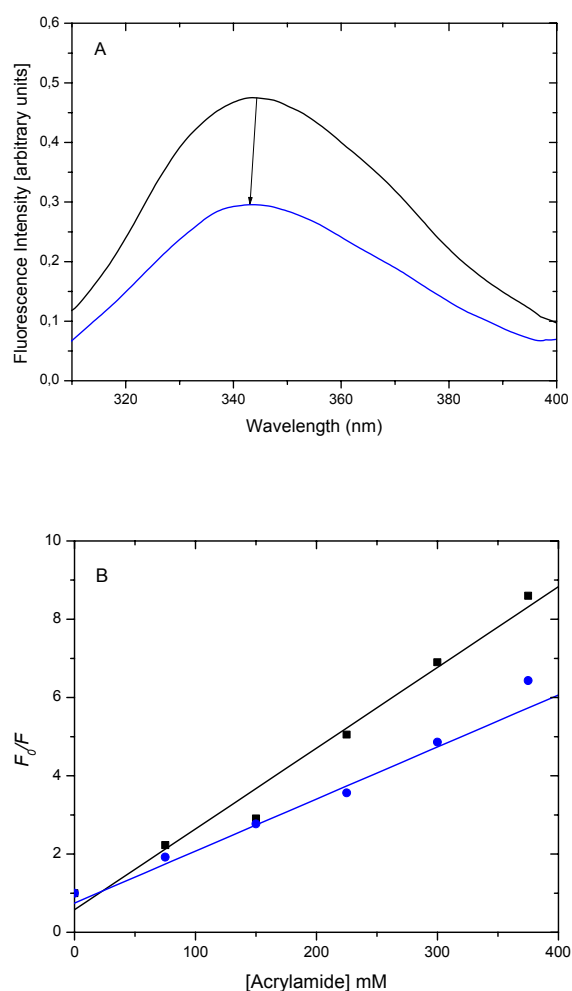 A
Fluorescence Intensity [arbitrary units]
0,6
0,5
0,4
0,3
0,2
0,1
0,0
320 340 360 380 400
Wavelength (nm)
B
F0/F
10
8
6
4
2
0
0 100 200 300 400
[Acrylamide] mM